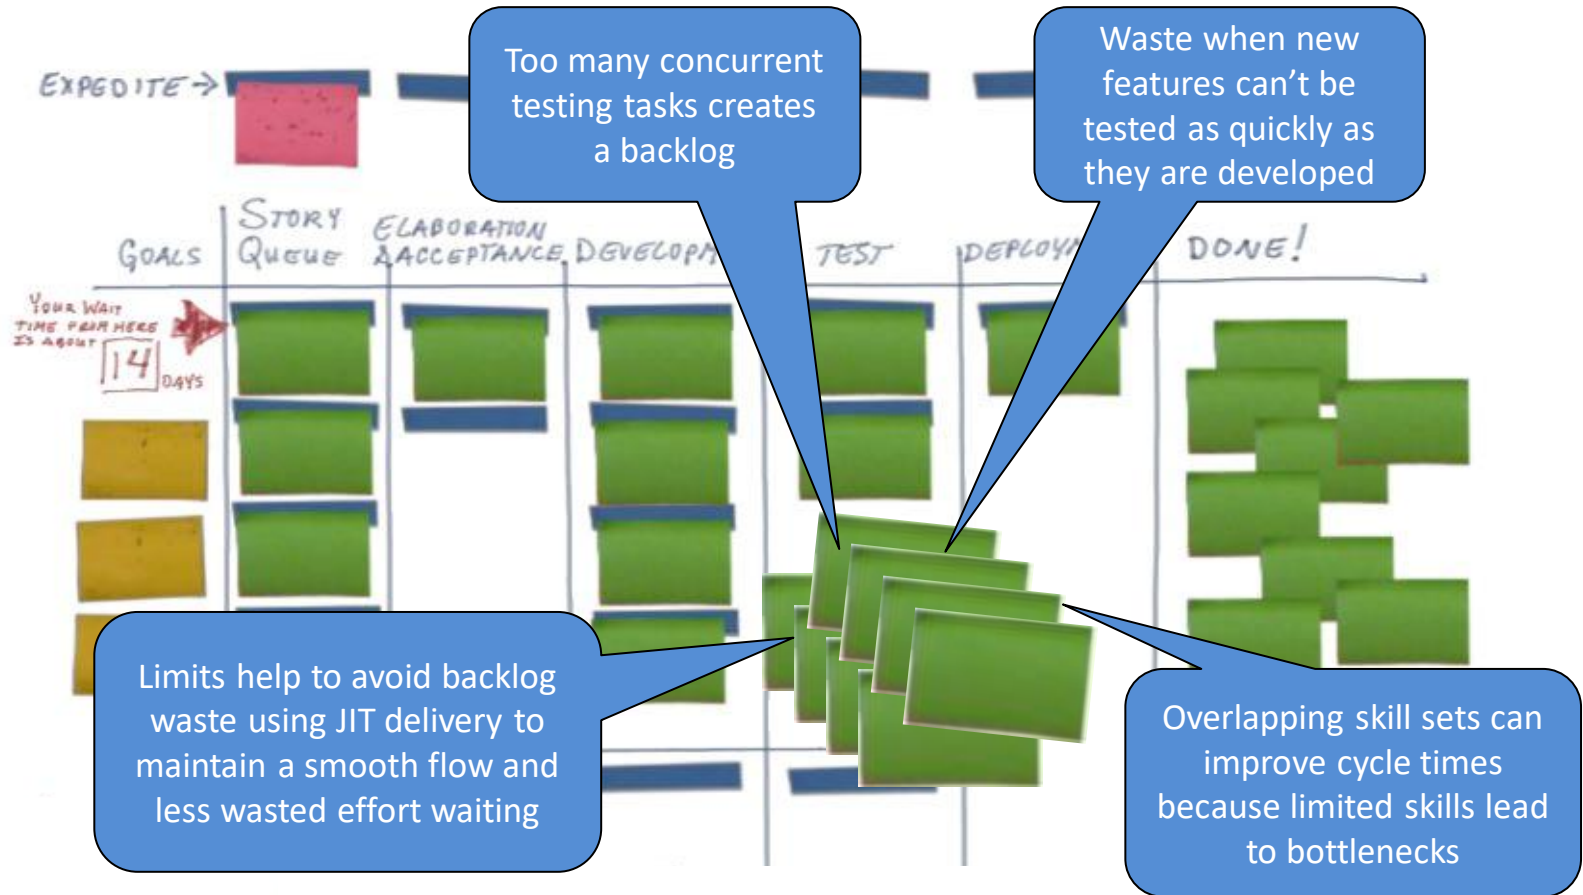 EXPEDITE →
Too many concurrent
testing tasks creates
a backlog
Waste when new
features can’t be
tested as quickly as
they are developed
GOALS
STORY
QUEUE
ELABORATION
& ACCEPTANCE
DEVELOPM
TEST
DEPLOYM
DONE!
YOUR WAIT
TIME FROM HERE
IS ABOUT
14 DAYS
Limits help to avoid backlog
waste using JIT delivery to
maintain a smooth flow and
less wasted effort waiting
Overlapping skill sets can
improve cycle times
because limited skills lead
to bottlenecks